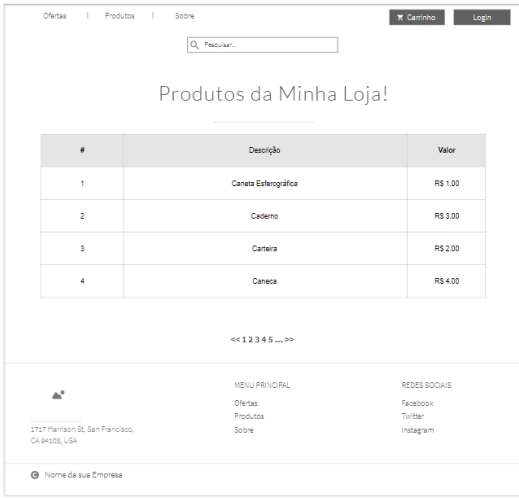 Ofertas | Produtos | Sobre Carrinho Login
Pesquisar...
Produtos da Minha Loja!
# Descrição Valor
1 Caneta Esferográfica R$ 1.00
2 Caderno R$ 3.00
3 Carteira R$ 2.00
4 Caneca R$ 4.00
<< 1 2 3 4 5 ... >>
MENU PRINCIPAL REDES SOCIAIS
Ofertas Facebook
Produtos Twitter
Sobre Instagram
1717 Harrison St, San Francisco,
CA 94103, USA
C Nome da sua Empresa